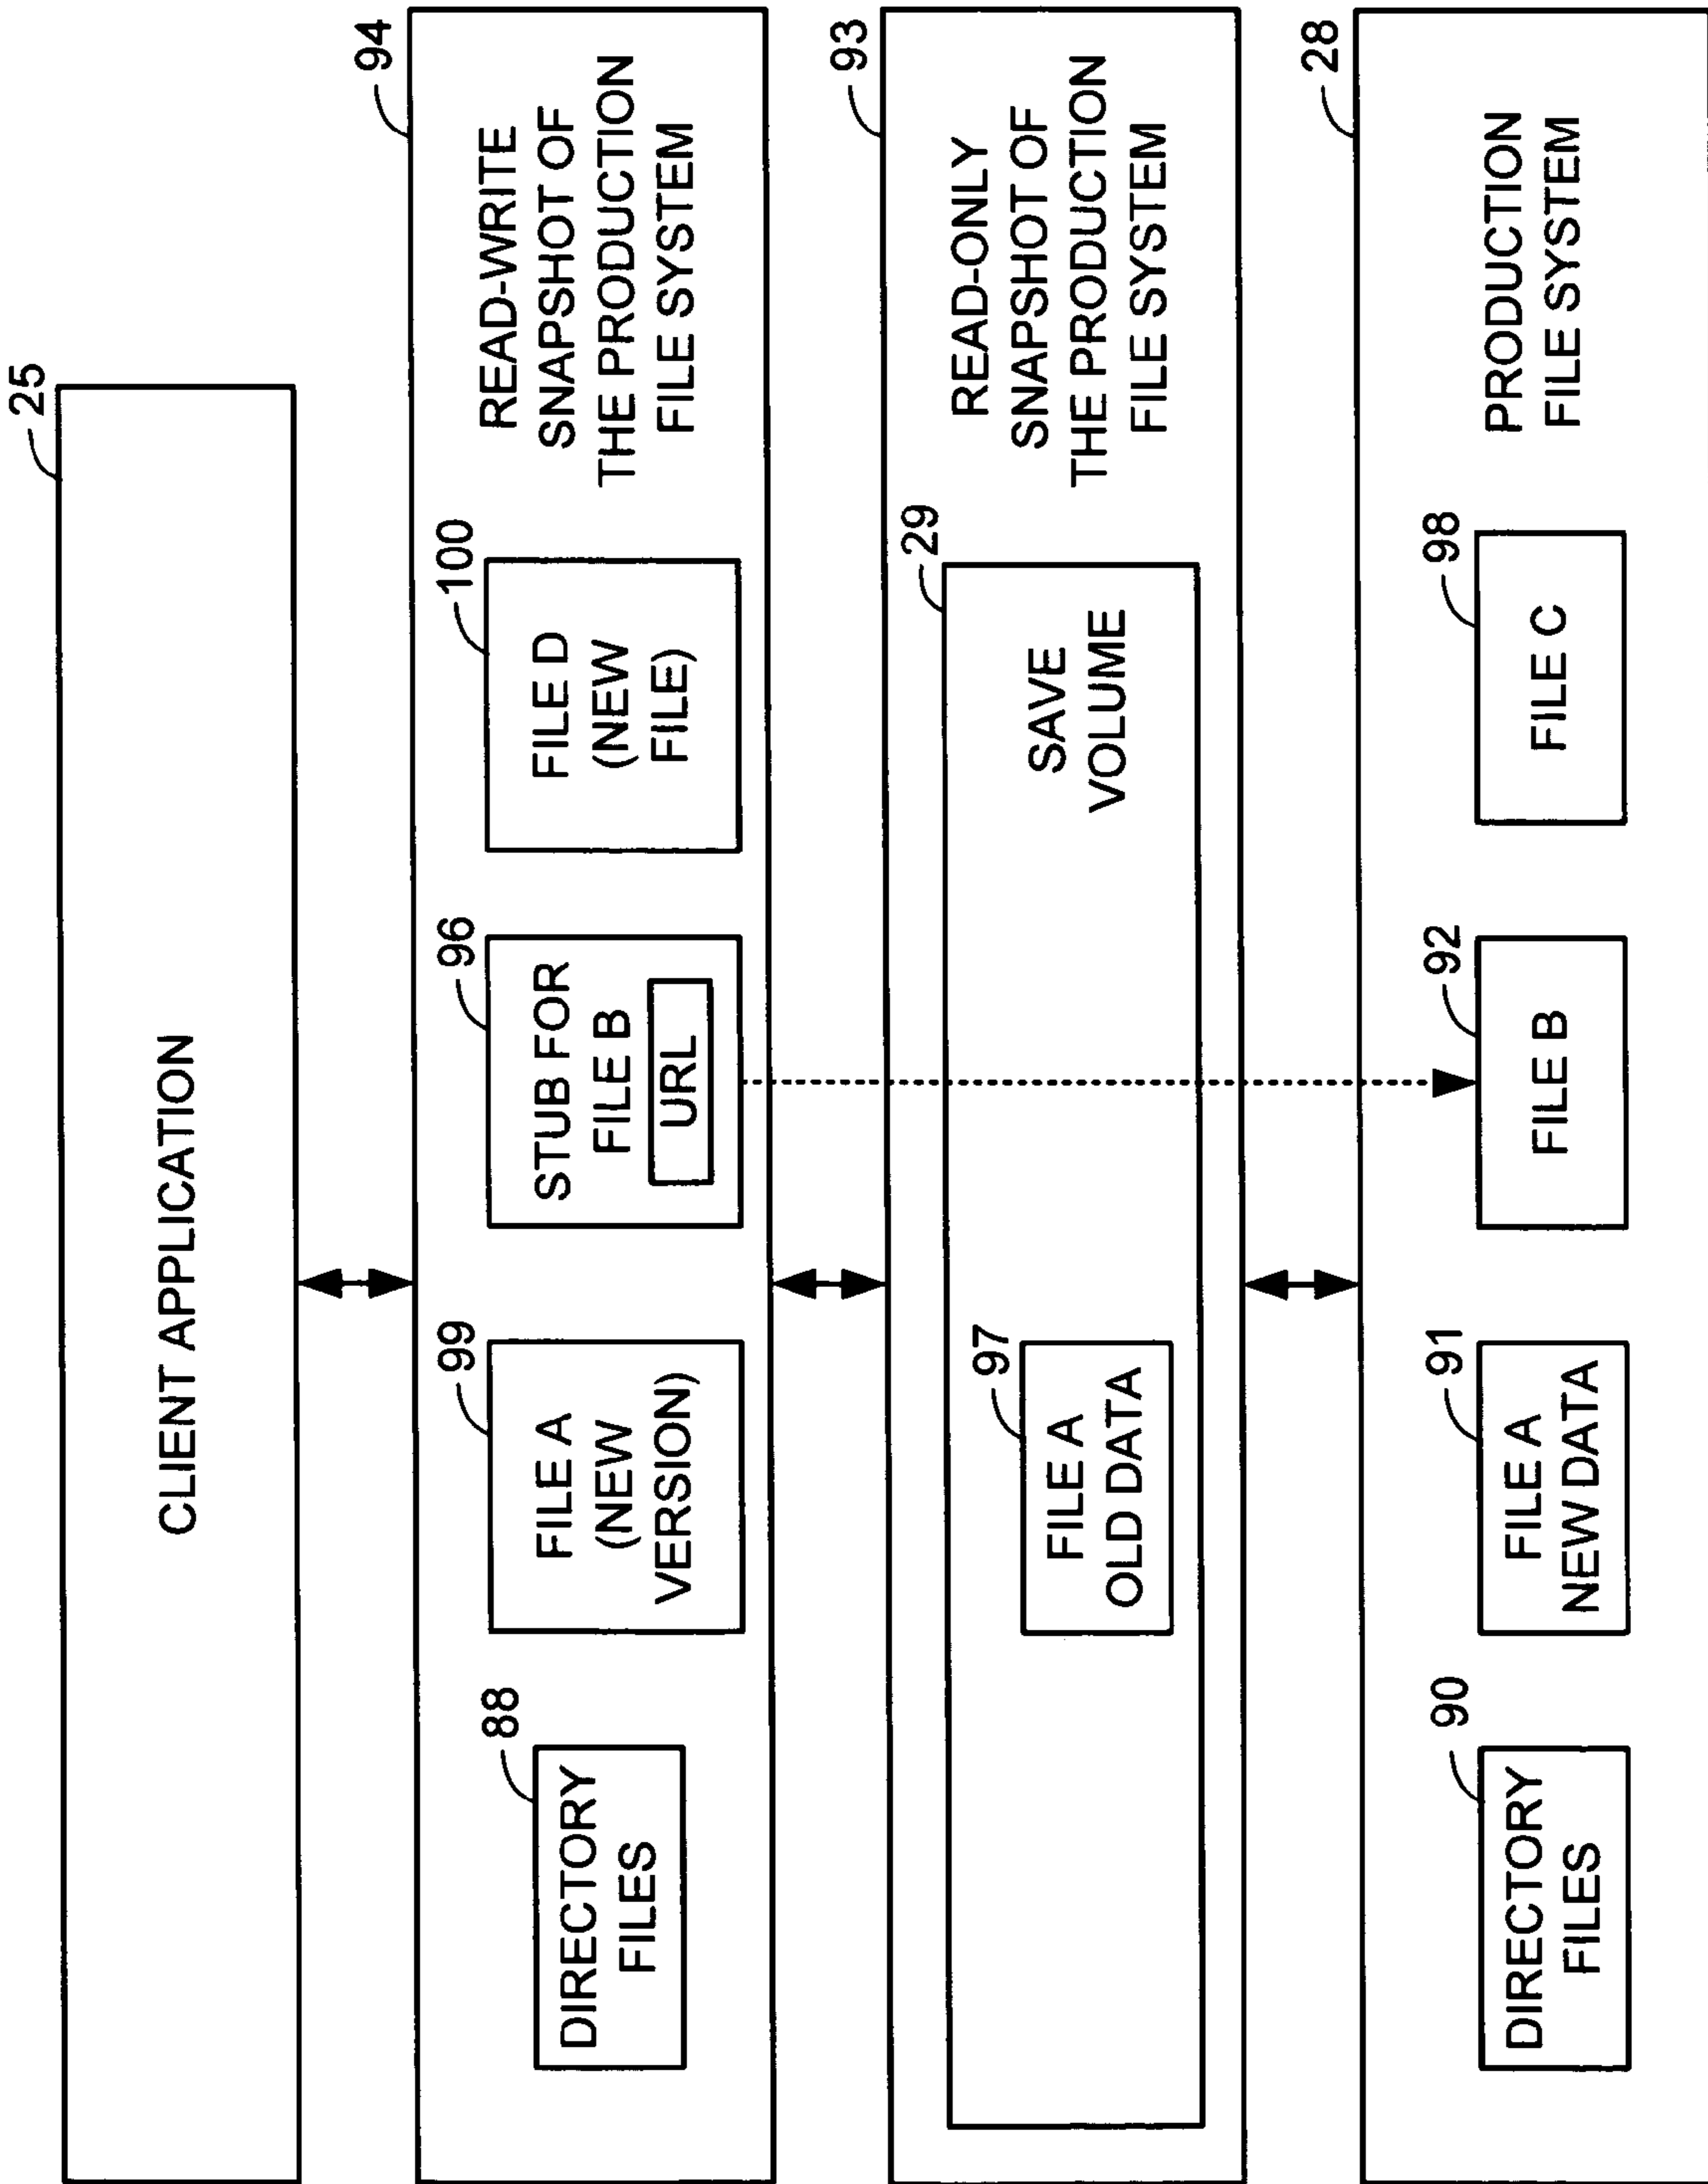 25
CLIENT APPLICATION
94
88
DIRECTORY
FILES
99
FILE A
(NEW
VERSION)
96
STUB FOR
FILE B
URL
100
FILE D
(NEW
FILE)
READ-WRITE
SNAPSHOT OF
THE PRODUCTION
FILE SYSTEM
93
29
97
FILE A
OLD DATA
SAVE
VOLUME
READ-ONLY
SNAPSHOT OF
THE PRODUCTION
FILE SYSTEM
28
90
DIRECTORY
FILES
91
FILE A
NEW DATA
92
FILE B
98
FILE C
PRODUCTION
FILE SYSTEM